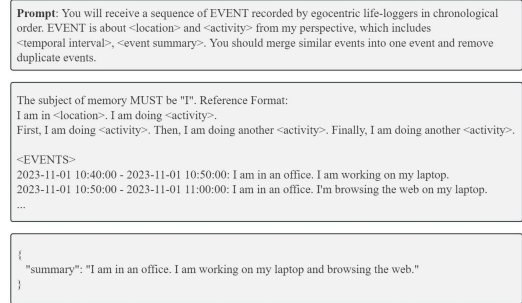 Prompt: You will receive a sequence of EVENT recorded by egocentric life-loggers in chronological
order. EVENT is about <location> and <activity> from my perspective, which includes
<temporal interval>, <event summary>. You should merge similar events into one event and remove
duplicate events.
The subject of memory MUST be "I". Reference Format:
I am in <location>. I am doing <activity>.
First, I am doing <activity>. Then, I am doing another <activity>. Finally, I am doing another <activity>.
<EVENTS>
2023-11-01 10:40:00 - 2023-11-01 10:50:00: I am in an office. I am working on my laptop.
2023-11-01 10:50:00 - 2023-11-01 11:00:00: I am in an office. I'm browsing the web on my laptop.
...
{
"summary": "I am in an office. I am working on my laptop and browsing the web."
}